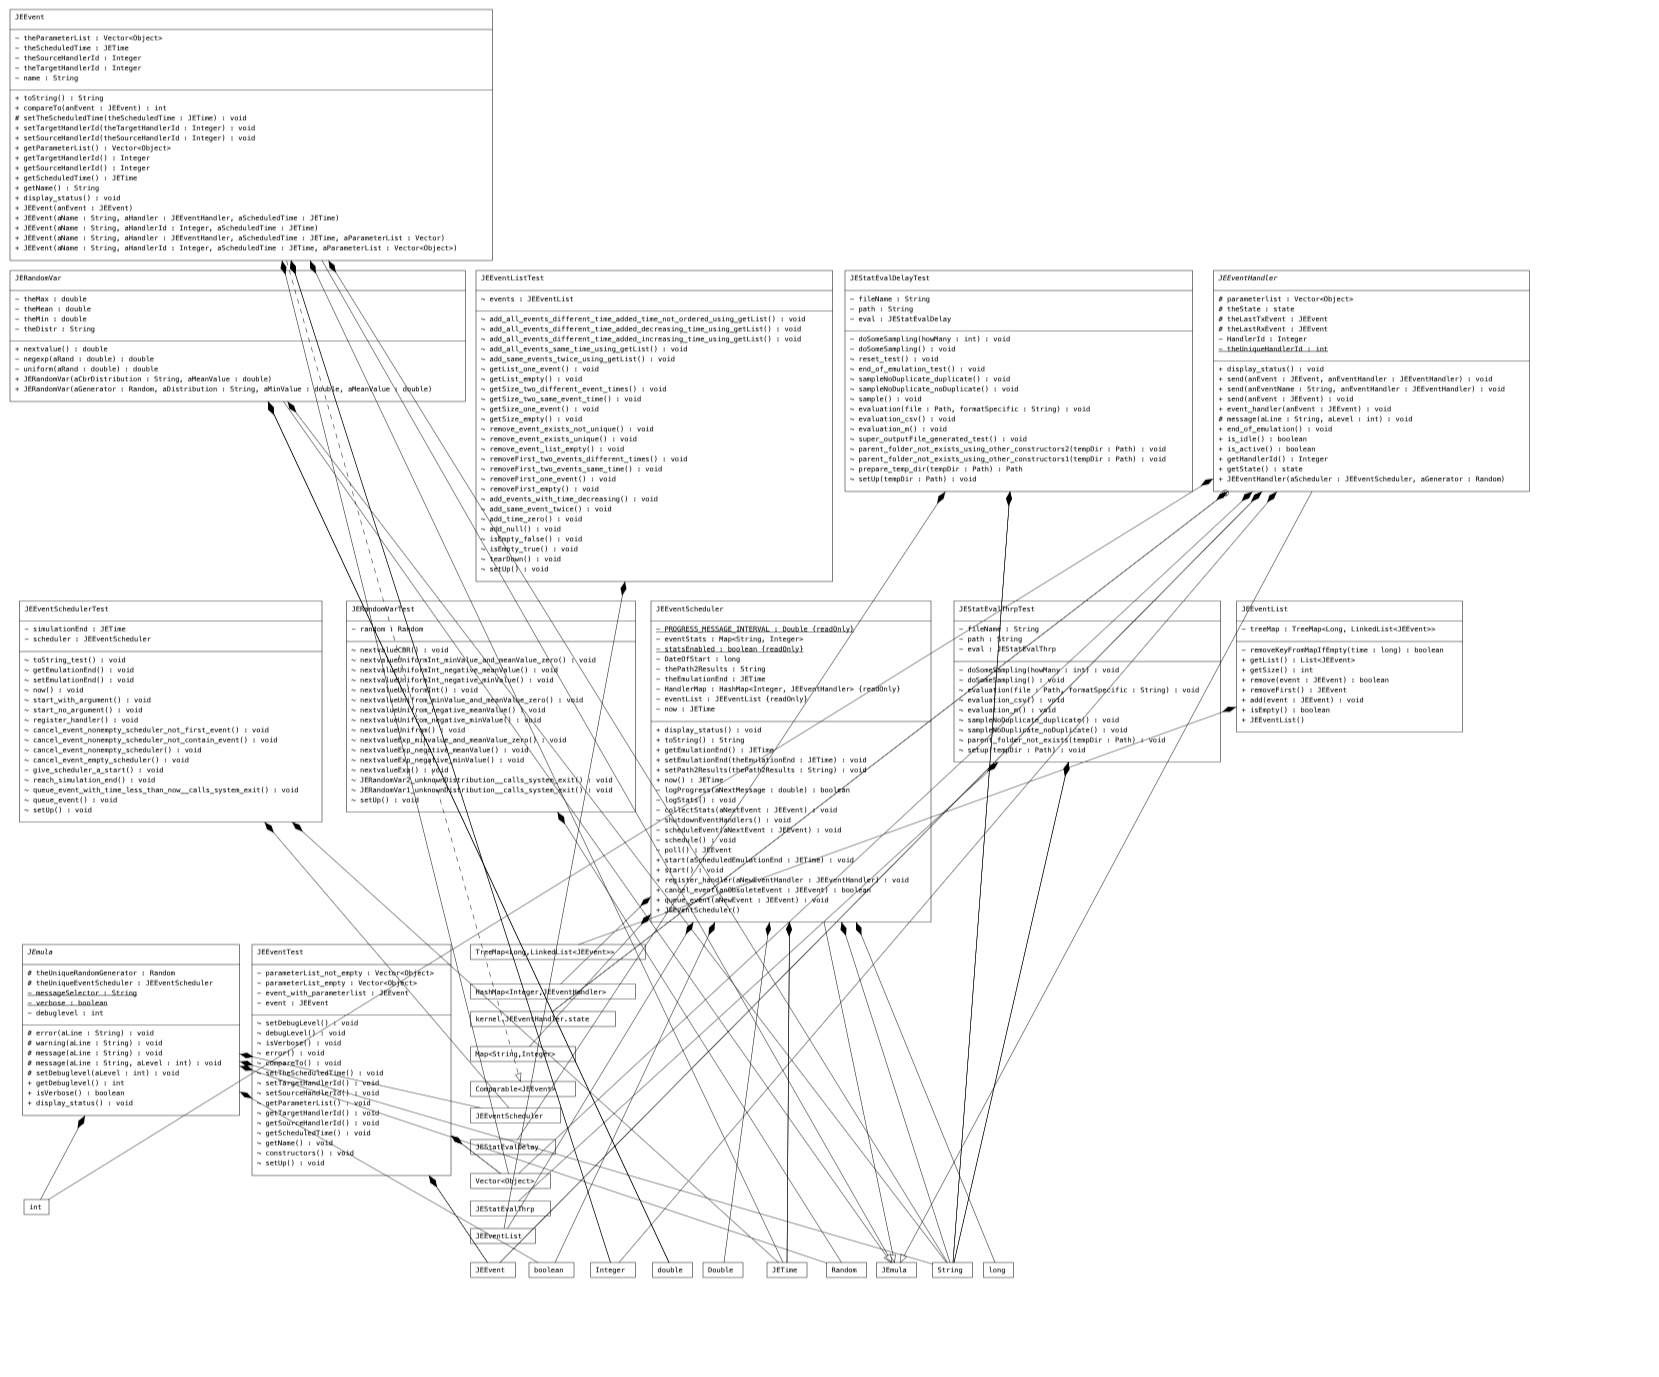 JEEvent
− theParameterList : Vector<Object>
− theScheduledTime : JETime
− theSourceHandlerId : Integer
− theTargetHandlerId : Integer
− name : String
+ toString() : String
+ compareTo(anEvent : JEEvent) : int
# setTheScheduledTime(theScheduledTime : JETime) : void
+ setTargetHandlerId(theTargetHandlerId : Integer) : void
+ setSourceHandlerId(theSourceHandlerId : Integer) : void
+ getParameterList() : Vector<Object>
+ getTargetHandlerId() : Integer
+ getSourceHandlerId() : Integer
+ getScheduledTime() : JETime
+ getName() : String
+ display_status() : void
+ JEEvent(anEvent : JEEvent)
+ JEEvent(aName : String, aHandler : JEEventHandler, aScheduledTime : JETime)
+ JEEvent(aName : String, aHandlerId : Integer, aScheduledTime : JETime)
+ JEEvent(aName : String, aHandler : JEEventHandler, aScheduledTime : JETime, aParameterList : Vector)
+ JEEvent(aName : String, aHandlerId : Integer, aScheduledTime : JETime, aParameterList : Vector<Object>)
JERandomVar
− theMax : double
− theMean : double
− theMin : double
− theDistr : String
+ nextvalue() : double
− negexp(aRand : double) : double
− uniform(aRand : double) : double
+ JERandomVar(aCbrDistribution : String, aMeanValue : double)
+ JERandomVar(aGenerator : Random, aDistribution : String, aMinValue : double, aMeanValue : double)
JEEventListTest
~ events : JEEventList
~ add_all_events_different_time_added_time_not_ordered_using_getList() : void
~ add_all_events_different_time_added_decreasing_time_using_getList() : void
~ add_all_events_different_time_added_increasing_time_using_getList() : void
~ add_all_events_same_time_using_getList() : void
~ add_same_events_twice_using_getList() : void
~ getList_one_event() : void
~ getList_empty() : void
~ getSize_two_different_event_times() : void
~ getSize_two_same_event_time() : void
~ getSize_one_event() : void
~ getSize_empty() : void
~ remove_event_exists_not_unique() : void
~ remove_event_exists_unique() : void
~ remove_event_list_empty() : void
~ removeFirst_two_events_different_times() : void
~ removeFirst_two_events_same_time() : void
~ removeFirst_one_event() : void
~ removeFirst_empty() : void
~ add_events_with_time_decreasing() : void
~ add_same_event_twice() : void
~ add_time_zero() : void
~ add_null() : void
~ isEmpty_false() : void
~ isEmpty_true() : void
~ tearDown() : void
~ setUp() : void
JEStatEvalDelayTest
− fileName : String
− path : String
− eval : JEStatEvalDelay
− doSomeSampling(howMany : int) : void
− doSomeSampling() : void
~ reset_test() : void
~ end_of_emulation_test() : void
~ sampleNoDuplicate_duplicate() : void
~ sampleNoDuplicate_noDuplicate() : void
~ sample() : void
~ evaluation(file : Path, formatSpecific : String) : void
~ evaluation_csv() : void
~ evaluation_m() : void
~ super_outputFile_generated_test() : void
~ parent_folder_not_exists_using_other_constructors2(tempDir : Path) : void
~ parent_folder_not_exists_using_other_constructors1(tempDir : Path) : void
~ prepare_temp_dir(tempDir : Path) : Path
~ setUp(tempDir : Path) : void
JEEventHandler
# parameterlist : Vector<Object>
# theState : state
# theLastTxEvent : JEEvent
# theLastRxEvent : JEEvent
− HandlerId : Integer
− theUniqueHandlerId : int
+ display_status() : void
+ send(anEvent : JEEvent, anEventHandler : JEEventHandler) : void
+ send(anEventName : String, anEventHandler : JEEventHandler) : void
+ send(anEvent : JEEvent) : void
+ event_handler(anEvent : JEEvent) : void
# message(aLine : String, aLevel : int) : void
+ end_of_emulation() : void
+ is_idle() : boolean
+ is_active() : boolean
+ getHandlerId() : Integer
+ getState() : state
+ JEEventHandler(aScheduler : JEEventScheduler, aGenerator : Random)
JEEventSchedulerTest
− simulationEnd : JETime
− scheduler : JEEventScheduler
~ toString_test() : void
~ getEmulationEnd() : void
~ setEmulationEnd() : void
~ now() : void
~ start_with_argument() : void
~ start_no_argument() : void
~ register_handler() : void
~ cancel_event_nonempty_scheduler_not_first_event() : void
~ cancel_event_nonempty_scheduler_not_contain_event() : void
~ cancel_event_nonempty_scheduler() : void
~ cancel_event_empty_scheduler() : void
− give_scheduler_a_start() : void
~ reach_simulation_end() : void
~ queue_event_with_time_less_than_now__calls_system_exit() : void
~ queue_event() : void
~ setUp() : void
JERandomVarTest
− random : Random
~ nextvalueCBR() : void
~ nextvalueUniformInt_minValue_and_meanValue_zero() : void
~ nextvalueUniformInt_negative_meanValue() : void
~ nextvalueUniformInt_negative_minValue() : void
~ nextvalueUniformInt() : void
~ nextvalueUnifrom_minValue_and_meanValue_zero() : void
~ nextvalueUnifrom_negative_meanValue() : void
~ nextvalueUnifrom_negative_minValue() : void
~ nextvalueUnifrom() : void
~ nextvalueExp_minvalue_and_meanValue_zero() : void
~ nextvalueExp_negative_meanValue() : void
~ nextvalueExp_negative_minValue() : void
~ nextvalueExp() : void
~ JERandomVar2_unknownDistribution__calls_system_exit() : void
~ JERandomVar1_unknownDistribution__calls_system_exit() : void
~ setUp() : void
JEEventScheduler
− PROGRESS_MESSAGE_INTERVAL : Double {readOnly}
− eventStats : Map<String, Integer>
− statsEnabled : boolean {readOnly}
− DateOfStart : long
− thePath2Results : String
− theEmulationEnd : JETime
− HandlerMap : HashMap<Integer, JEEventHandler> {readOnly}
− eventList : JEEventList {readOnly}
− now : JETime
+ display_status() : void
+ toString() : String
+ getEmulationEnd() : JETime
+ setEmulationEnd(theEmulationEnd : JETime) : void
+ setPath2Results(thePath2Results : String) : void
+ now() : JETime
− logProgress(aNextMessage : double) : boolean
− logStats() : void
− collectStats(aNextEvent : JEEvent) : void
− shutdownEventHandlers() : void
− scheduleEvent(aNextEvent : JEEvent) : void
− schedule() : void
− poll() : JEEvent
+ start(aScheduledEmulationEnd : JETime) : void
+ start() : void
+ register_handler(aNewEventHandler : JEEventHandler) : void
+ cancel_event(anObsoleteEvent : JEEvent) : boolean
+ queue_event(aNewEvent : JEEvent) : void
+ JEEventScheduler()
JEStatEvalThrpTest
− fileName : String
− path : String
− eval : JEStatEvalThrp
− doSomeSampling(howMany : int) : void
− doSomeSampling() : void
~ evaluation(file : Path, formatSpecific : String) : void
~ evaluation_csv() : void
~ evaluation_m() : void
~ sampleNoDuplicate_duplicate() : void
~ sampleNoDuplicate_noDuplicate() : void
~ parent_folder_not_exists(tempDir : Path) : void
~ setup(tempDir : Path) : void
JEEventList
− treeMap : TreeMap<Long, LinkedList<JEEvent>>
− removeKeyFromMapIfEmpty(time : long) : boolean
+ getList() : List<JEEvent>
+ getSize() : int
+ remove(event : JEEvent) : boolean
+ removeFirst() : JEEvent
+ add(event : JEEvent) : void
+ isEmpty() : boolean
+ JEEventList()
JEmula
# theUniqueRandomGenerator : Random
# theUniqueEventScheduler : JEEventScheduler
− messageSelector : String
− verbose : boolean
− debuglevel : int
# error(aLine : String) : void
# warning(aLine : String) : void
# message(aLine : String) : void
# message(aLine : String, aLevel : int) : void
# setDebuglevel(aLevel : int) : void
+ getDebuglevel() : int
+ isVerbose() : boolean
+ display_status() : void
JEEventTest
− parameterList_not_empty : Vector<Object>
− parameterList_empty : Vector<Object>
− event_with_parameterlist : JEEvent
− event : JEEvent
~ setDebugLevel() : void
~ debugLevel() : void
~ isVerbose() : void
~ error() : void
~ compareTo() : void
~ setTheScheduledTime() : void
~ setTargetHandlerId() : void
~ setSourceHandlerId() : void
~ getParameterList() : void
~ getTargetHandlerId() : void
~ getSourceHandlerId() : void
~ getScheduledTime() : void
~ getName() : void
~ constructors() : void
~ setUp() : void
TreeMap<Long,LinkedList<JEEvent>>
HashMap<Integer,JEEventHandler>
kernel.JEEventHandler.state
Map<String,Integer>
Comparable<JEEvent>
JEEventScheduler
JEStatEvalDelay
Vector<Object>
JEStatEvalThrp
JEEventList
int
JEEvent
boolean
Integer
double
Double
JETime
Random
JEmula
String
long